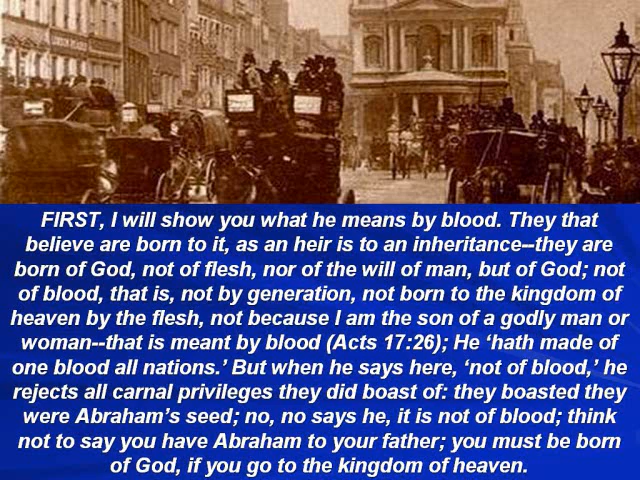 FIRST, I will show you what he means by blood. They that
believe are born to it, as an heir is to an inheritance--they are
born of God, not of flesh, nor of the will of man, but of God; not
of blood, that is, not by generation, not born to the kingdom of
heaven by the flesh, not because I am the son of a godly man or
woman--that is meant by blood (Acts 17:26); He ‘hath made of
one blood all nations.’ But when he says here, ‘not of blood,’ he
rejects all carnal privileges they did boast of: they boasted they
were Abraham’s seed; no, no says he, it is not of blood; think
not to say you have Abraham to your father; you must be born
of God, if you go to the kingdom of heaven.